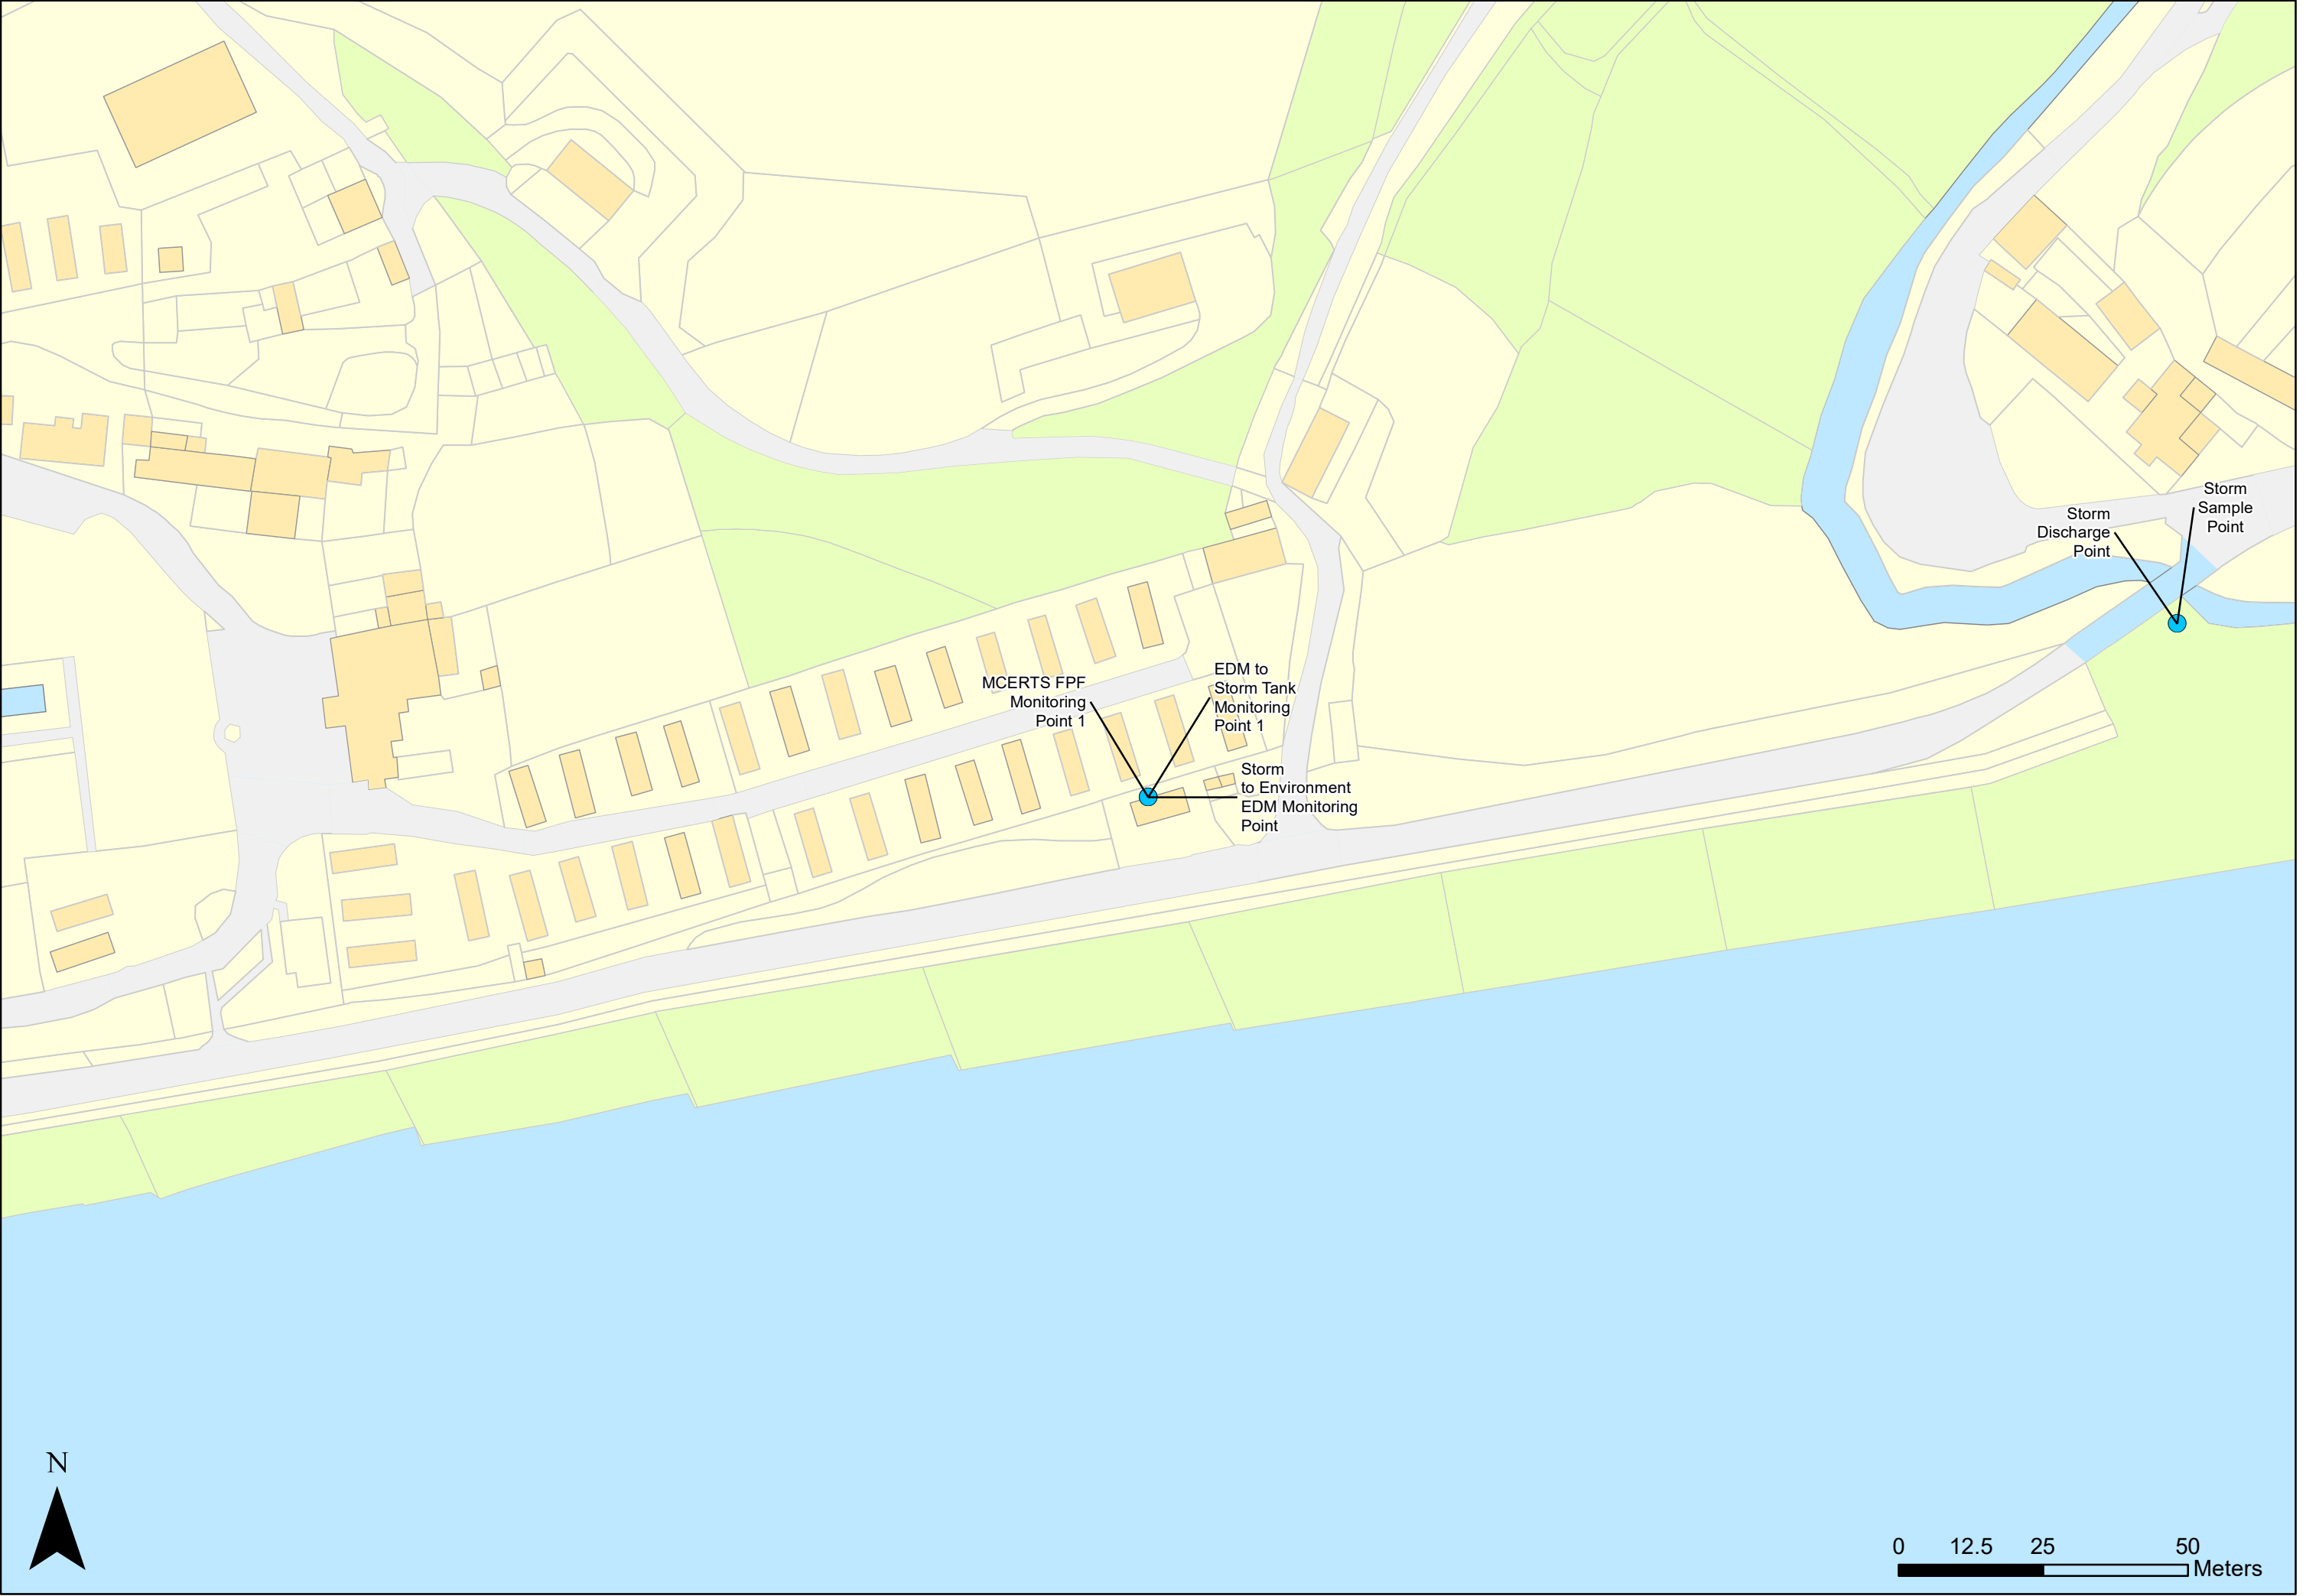 Storm
Sample
Point
Storm
Discharge
Point
MCERTS FPF
Monitoring
Point 1
EDM to
Storm Tank
Monitoring
Point 1
Storm
to Environment
EDM Monitoring
Point
N
0 12.5 25 50
Meters